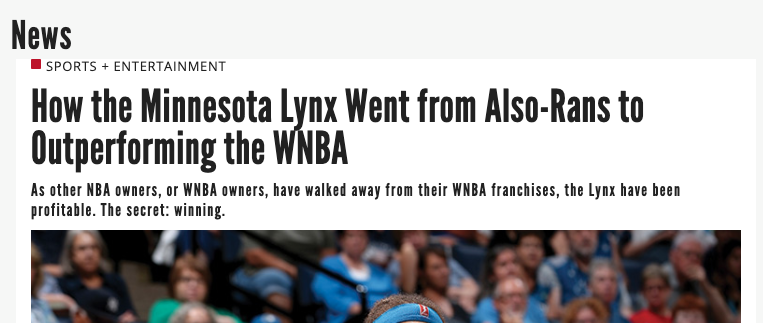 News
SPORTS + ENTERTAINMENT
How the Minnesota Lynx Went from Also-Rans to
Outperforming the WNBA
As other NBA owners, or WNBA owners, have walked away from their WNBA franchises, the Lynx have been
profitable. The secret: winning.